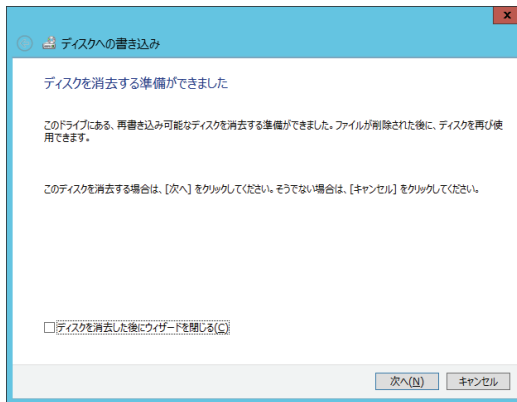 x
ディスクへの書き込み
ディスクを消去する準備ができました
このドライブにある、再書き込み可能なディスクを消去する準備ができました。ファイルが削除された後に、ディスクを再び使
用できます。
このディスクを消去する場合は、[次へ] をクリックしてください。そうでない場合は、[キャンセル] をクリックしてください。
ディスクを消去した後にウィザードを閉じる(C)
次へ(N) キャンセル